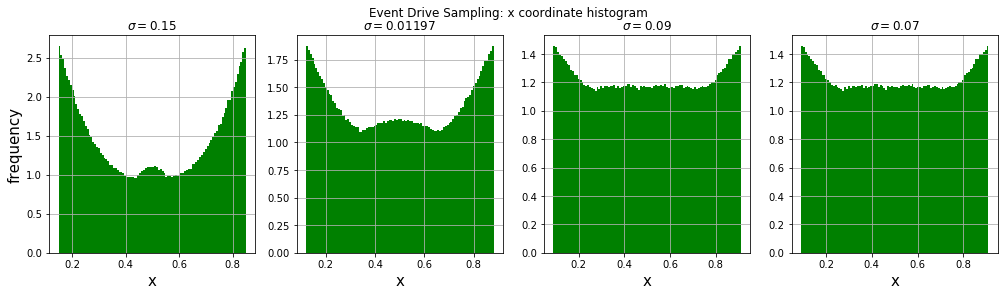 Event Drive Sampling: x coordinate histogram
σ = 0.15
σ = 0.01197
σ = 0.09
σ = 0.07
frequency
2.5
2.0
1.5
1.0
0.5
0.0
0.2 0.4 0.6 0.8
x
1.75
1.50
1.25
1.00
0.75
0.50
0.25
0.00
0.2 0.4 0.6 0.8
x
1.4
1.2
1.0
0.8
0.6
0.4
0.2
0.0
0.2 0.4 0.6 0.8
x
1.4
1.2
1.0
0.8
0.6
0.4
0.2
0.0
0.2 0.4 0.6 0.8
x